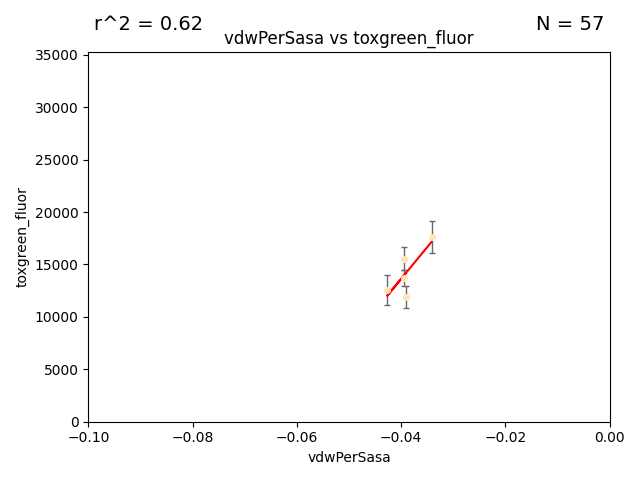 r^2 = 0.62
N = 57
vdwPerSasa vs toxgreen_fluor
35000
30000
25000
20000
15000
10000
5000
0
toxgreen_fluor
−0.10
−0.08
−0.06
−0.04
−0.02
0.00
vdwPerSasa